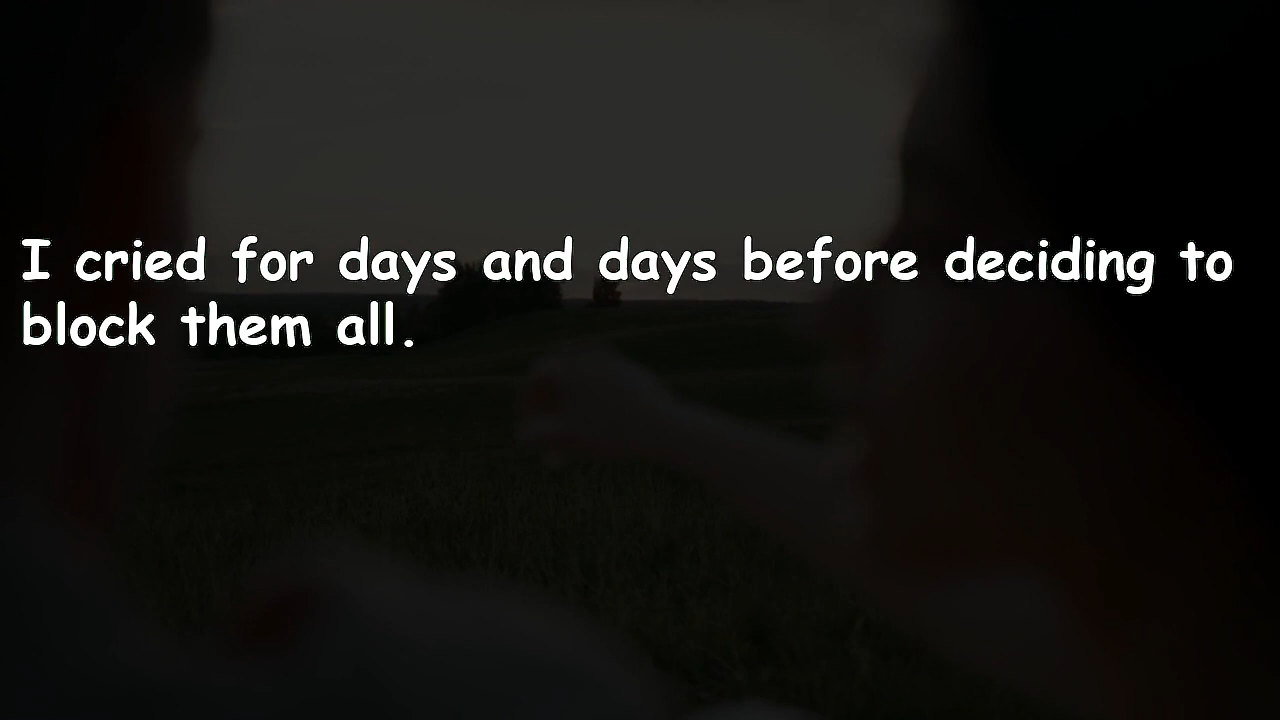 I cried for days and days before deciding to
block them all.